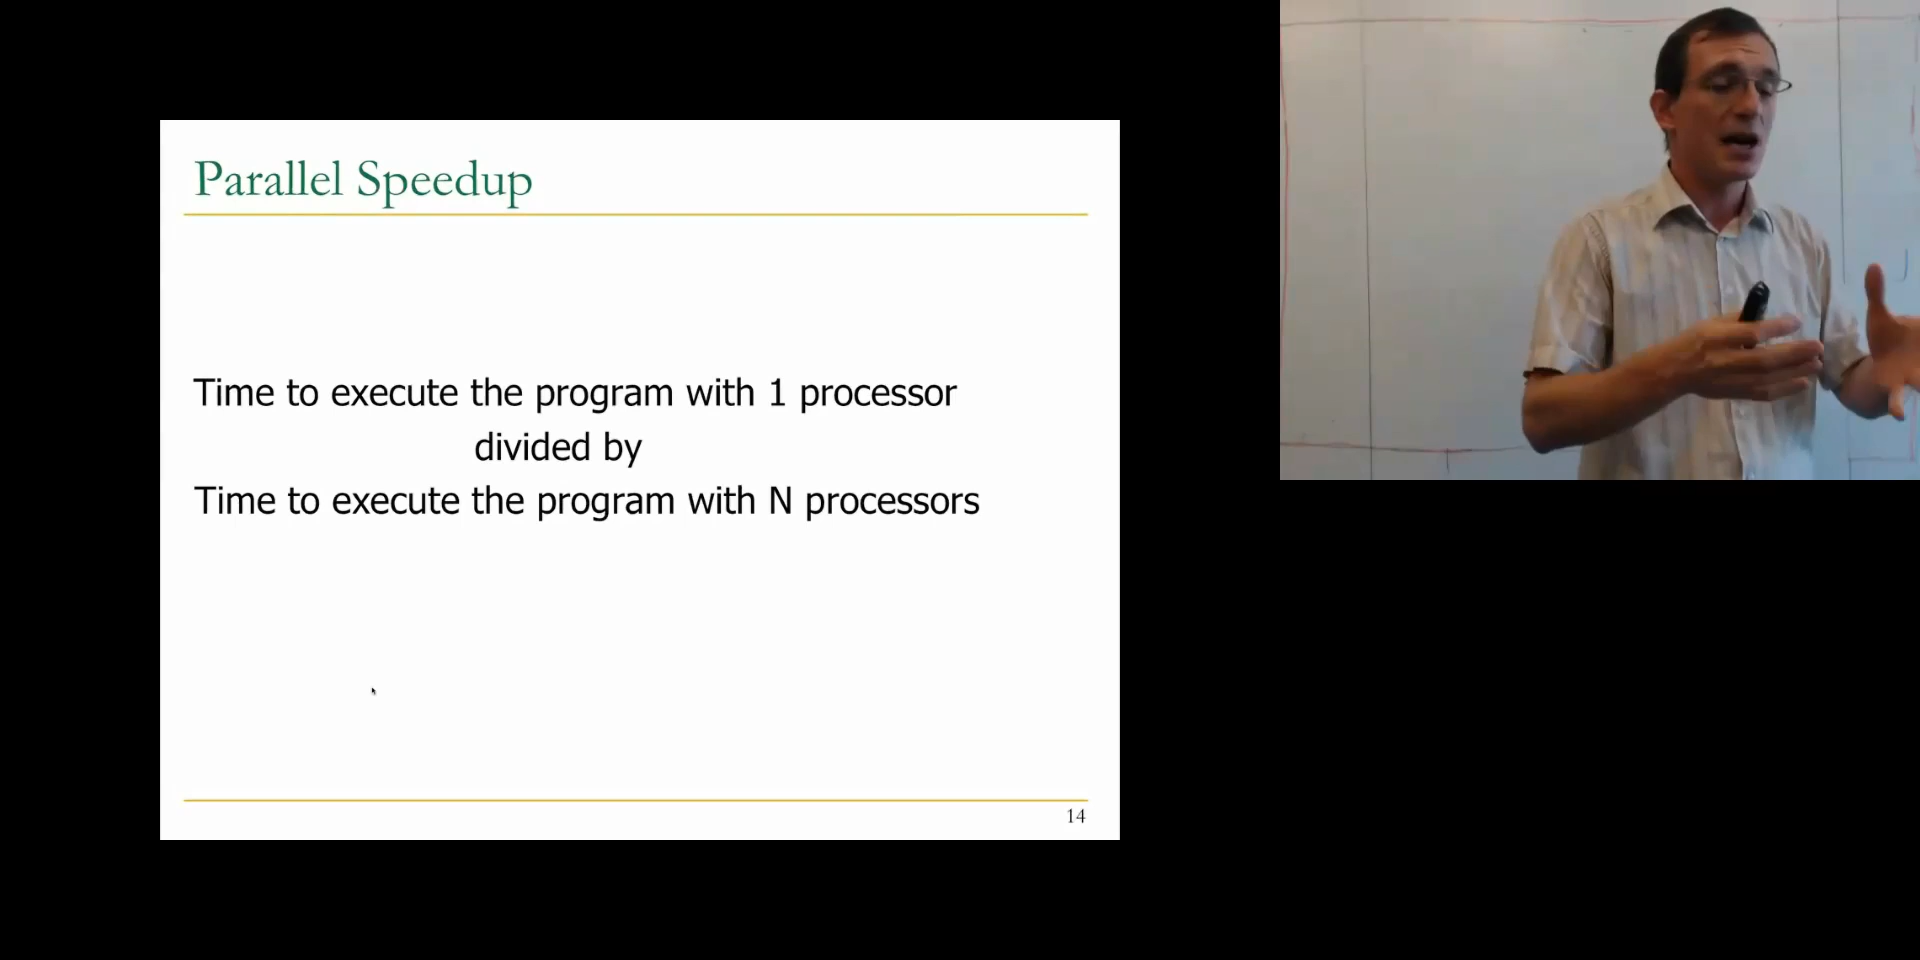 Parallel Speedup
Time to execute the program with 1 processor
divided by
Time to execute the program with N processors
14